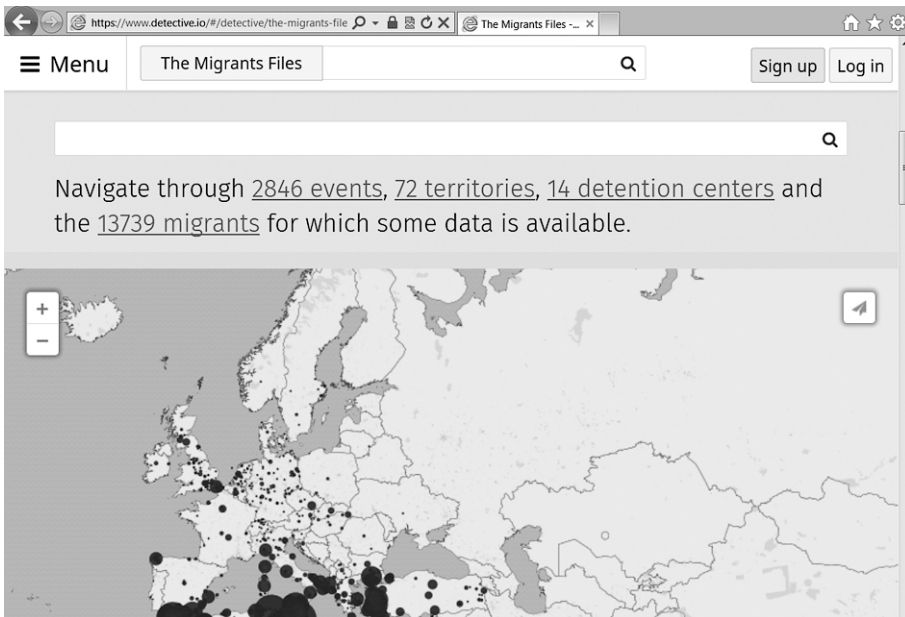 https://www.detective.io/#/detective/the-migrants-file
The Migrants Files -...
Menu
The Migrants Files
Sign up
Log in
Navigate through 2846 events, 72 territories, 14 detention centers and
the 13739 migrants for which some data is available.
+
−